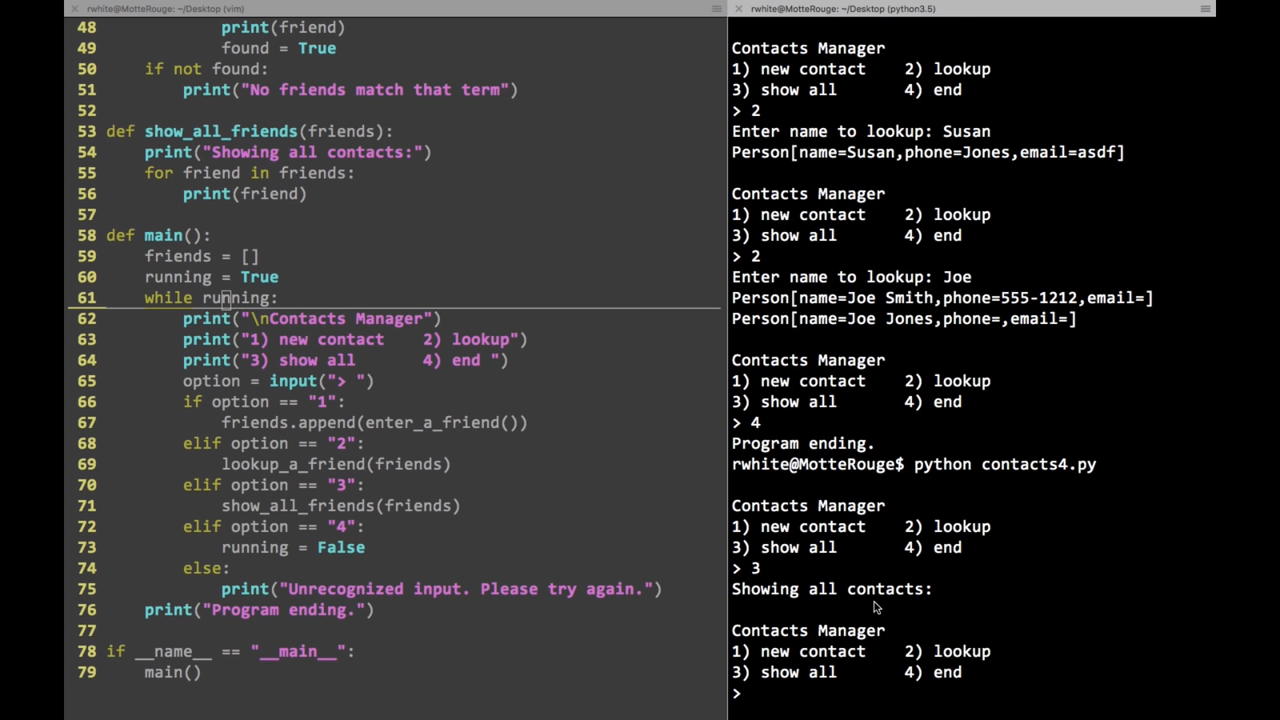 rwhite@MotteRouge: ~/Desktop (vim)
48 print(friend)
49 found = True
50 if not found:
51 print("No friends match that term")
52
53 def show_all_friends(friends):
54 print("Showing all contacts:")
55 for friend in friends:
56 print(friend)
57
58 def main():
59 friends = []
60 running = True
61 while running:
62 print("\nContacts Manager")
63 print("1) new contact    2) lookup")
64 print("3) show all       4) end ")
65 option = input("> ")
66 if option == "1":
67 friends.append(enter_a_friend())
68 elif option == "2":
69 lookup_a_friend(friends)
70 elif option == "3":
71 show_all_friends(friends)
72 elif option == "4":
73 running = False
74 else:
75 print("Unrecognized input. Please try again.")
76 print("Program ending.")
77
78 if __name__ == "__main__":
79 main()
rwhite@MotteRouge: ~/Desktop (python3.5)
Contacts Manager
1) new contact    2) lookup
3) show all       4) end
> 2
Enter name to lookup: Susan
Person[name=Susan,phone=Jones,email=asdf]
Contacts Manager
1) new contact    2) lookup
3) show all       4) end
> 2
Enter name to lookup: Joe
Person[name=Joe Smith,phone=555-1212,email=]
Person[name=Joe Jones,phone=,email=]
Contacts Manager
1) new contact    2) lookup
3) show all       4) end
> 4
Program ending.
rwhite@MotteRouge$ python contacts4.py
Contacts Manager
1) new contact    2) lookup
3) show all       4) end
> 3
Showing all contacts:
Contacts Manager
1) new contact    2) lookup
3) show all       4) end
>